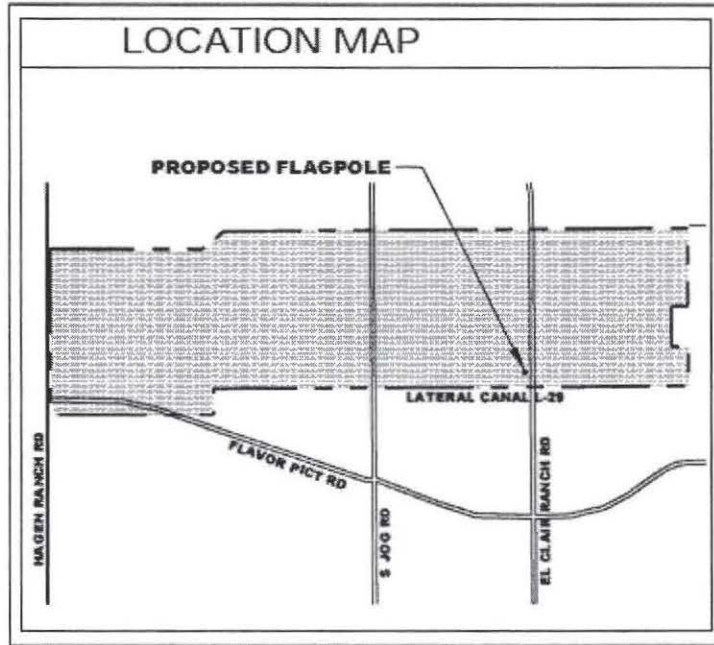 LOCATION MAP
PROPOSED FLAGPOLE
LATERAL CANAL L-29
FLAVOR PICT RD
HAGEN RANCH RD
S JOG RD
EL CLAIR RANCH RD